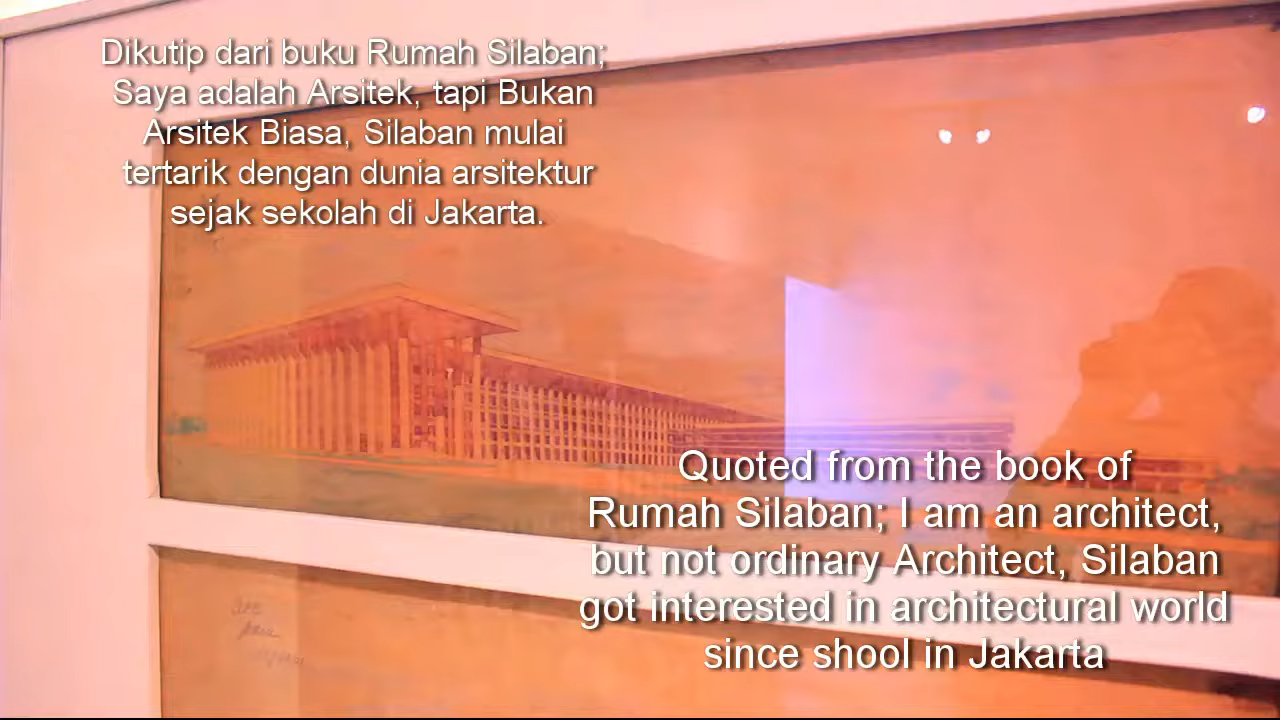 Dikutip dari buku Rumah Silaban;
Saya adalah Arsitek, tapi Bukan
Arsitek Biasa, Silaban mulai
tertarik dengan dunia arsitektur
sejak sekolah di Jakarta.
Quoted from the book of
Rumah Silaban; I am an architect,
but not ordinary Architect, Silaban
got interested in architectural world
since shool in Jakarta